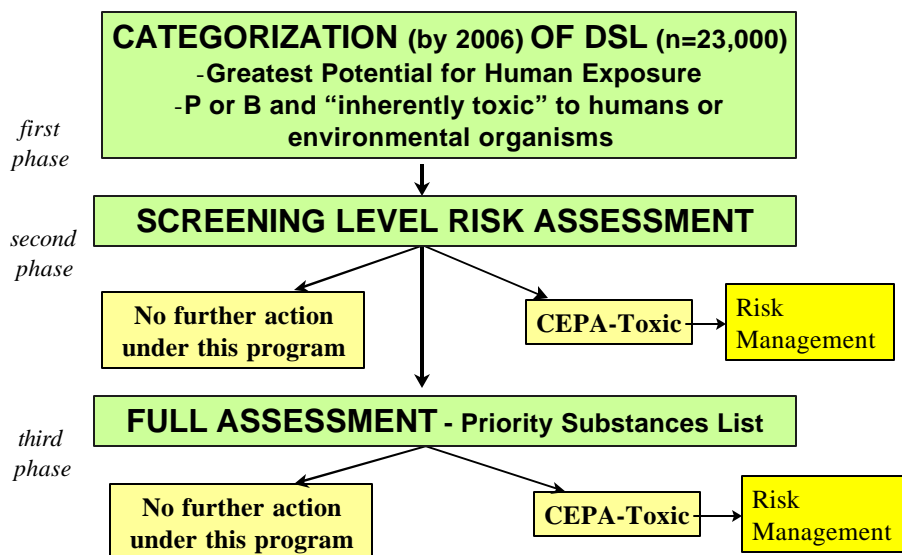 CATEGORIZATION (by 2006) OF DSL (n=23,000)
-Greatest Potential for Human Exposure
-P or B and “inherently toxic” to humans or
environmental organisms
first
phase
SCREENING LEVEL RISK ASSESSMENT
second
phase
No further action
under this program
CEPA-Toxic
Risk
Management
FULL ASSESSMENT - Priority Substances List
third
phase
No further action
under this program
CEPA-Toxic
Risk
Management